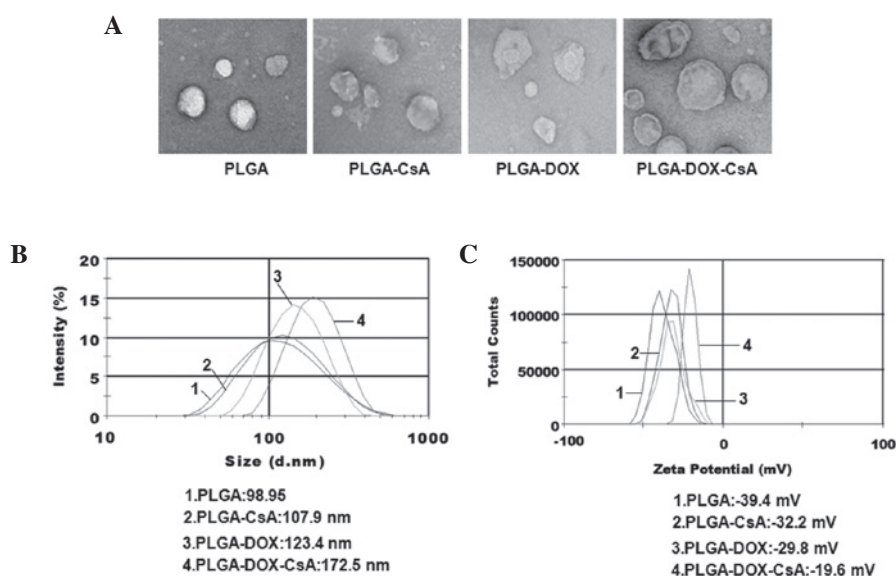 A
PLGA
PLGA-CsA
PLGA-DOX
PLGA-DOX-CsA
B
20
15
10
5
0
Intensity (%)
3
4
2
1
10
100
1000
Size (d.nm)
1.PLGA:98.95
2.PLGA-CsA:107.9 nm
3.PLGA-DOX:123.4 nm
4.PLGA-DOX-CsA:172.5 nm
C
150000
100000
50000
0
Total Counts
2
4
1
3
-100
0
100
Zeta Potential (mV)
1.PLGA:-39.4 mV
2.PLGA-CsA:-32.2 mV
3.PLGA-DOX:-29.8 mV
4.PLGA-DOX-CsA:-19.6 mV